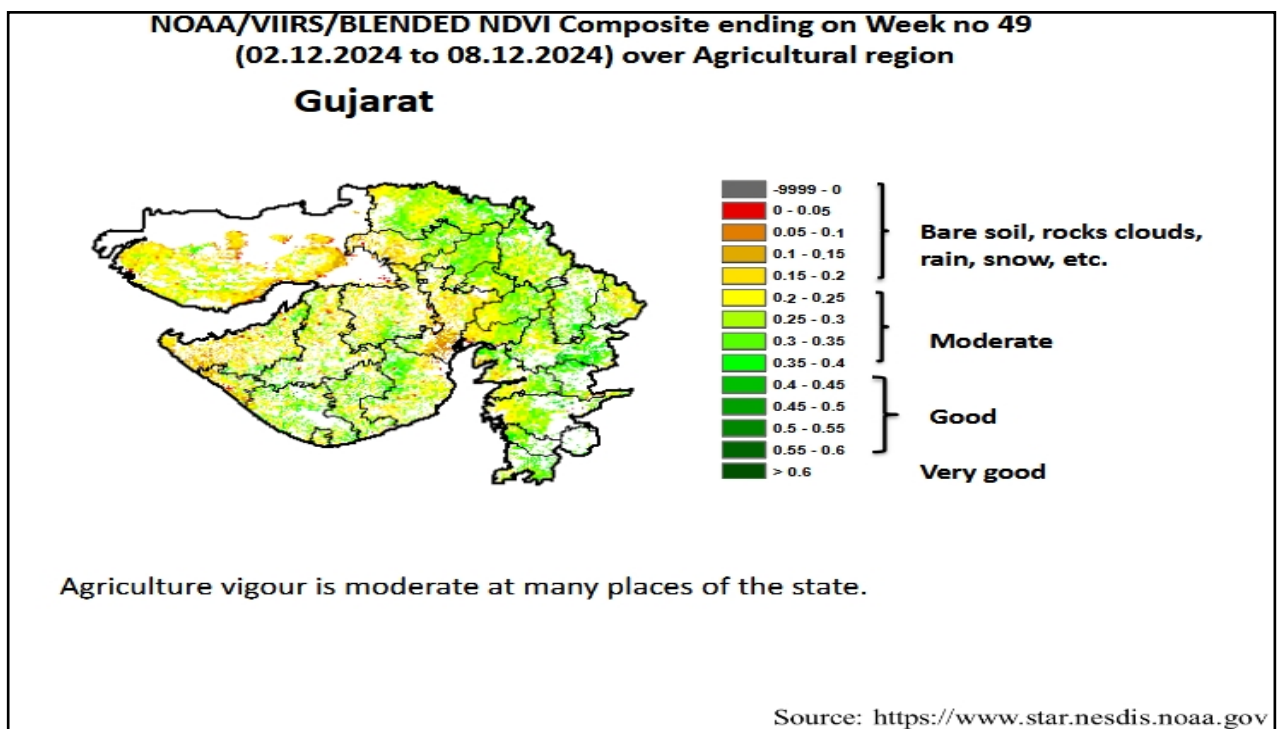 NOAA/VIIRS/BLENDED NDVI Composite ending on Week no 49
(02.12.2024 to 08.12.2024) over Agricultural region
Gujarat
-9999 - 0
0 - 0.05
0.05 - 0.1
0.1 - 0.15
0.15 - 0.2
Bare soil, rocks clouds,
rain, snow, etc.
0.2 - 0.25
0.25 - 0.3
0.3 - 0.35
0.35 - 0.4
Moderate
0.4 - 0.45
0.45 - 0.5
0.5 - 0.55
0.55 - 0.6
Good
> 0.6
Very good
Agriculture vigour is moderate at many places of the state.
Source: https://www.star.nesdis.noaa.gov